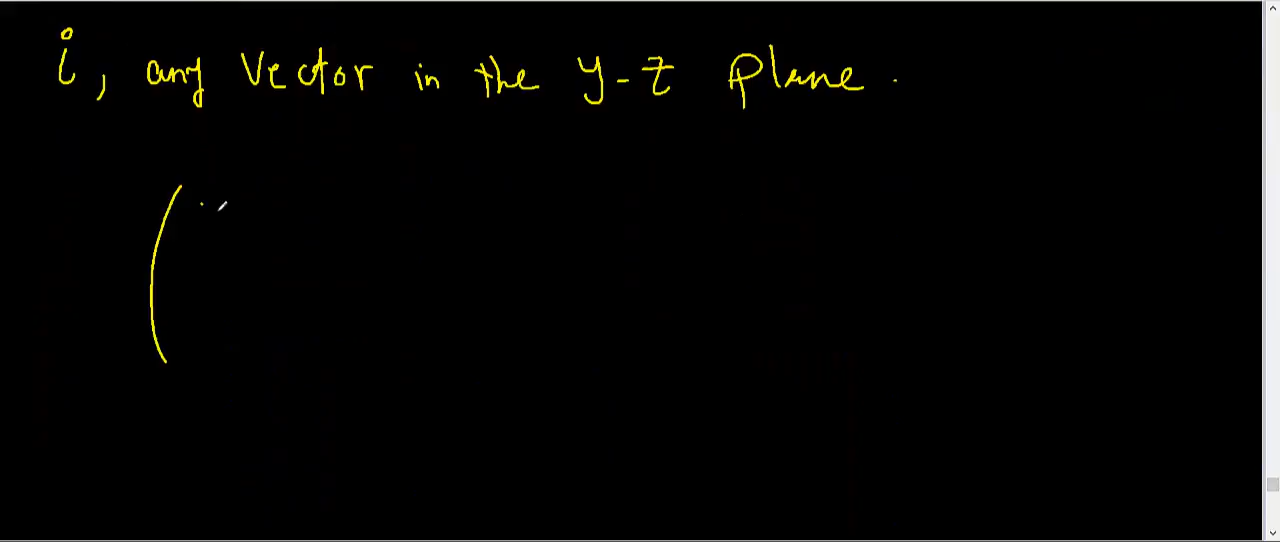 i, any vector in the y-z plane.
(